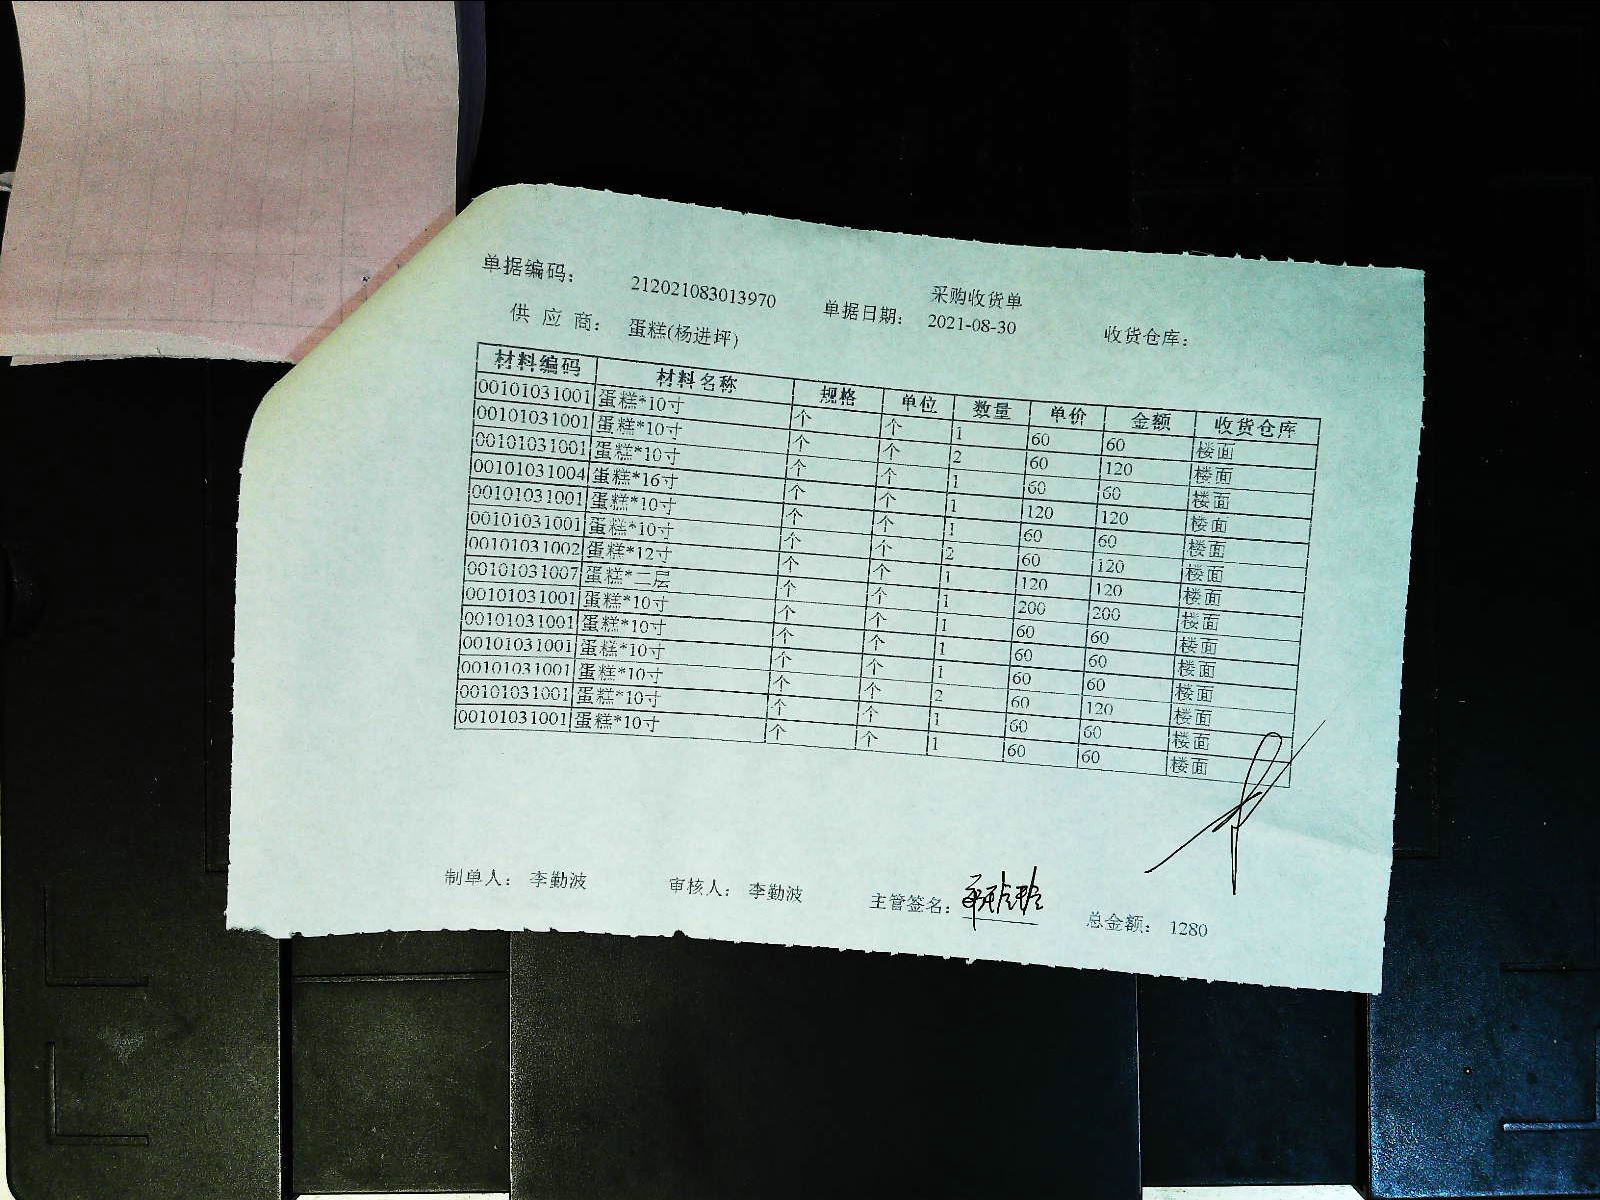 采购收货单
单据编码： 212021083013970 单据日期： 2021-08-30 收货仓库：
供 应 商： 蛋糕(杨进坪)
材料编码 材料名称 规格 单位 数量 单价 金额 收货仓库
00101031001 蛋糕*10寸 个 个 1 60 60 楼面
00101031001 蛋糕*10寸 个 个 2 60 120 楼面
00101031001 蛋糕*10寸 个 个 1 60 60 楼面
00101031004 蛋糕*16寸 个 个 1 120 120 楼面
00101031001 蛋糕*10寸 个 个 1 60 60 楼面
00101031001 蛋糕*10寸 个 个 2 60 120 楼面
00101031002 蛋糕*12寸 个 个 1 120 120 楼面
00101031007 蛋糕*二层 个 个 1 200 200 楼面
00101031001 蛋糕*10寸 个 个 1 60 60 楼面
00101031001 蛋糕*10寸 个 个 1 60 60 楼面
00101031001 蛋糕*10寸 个 个 1 60 60 楼面
00101031001 蛋糕*10寸 个 个 2 60 120 楼面
00101031001 蛋糕*10寸 个 个 1 60 60 楼面
00101031001 蛋糕*10寸 个 个 1 60 60 楼面
制单人： 李勤波 审核人： 李勤波 主管签名： 总金额： 1280